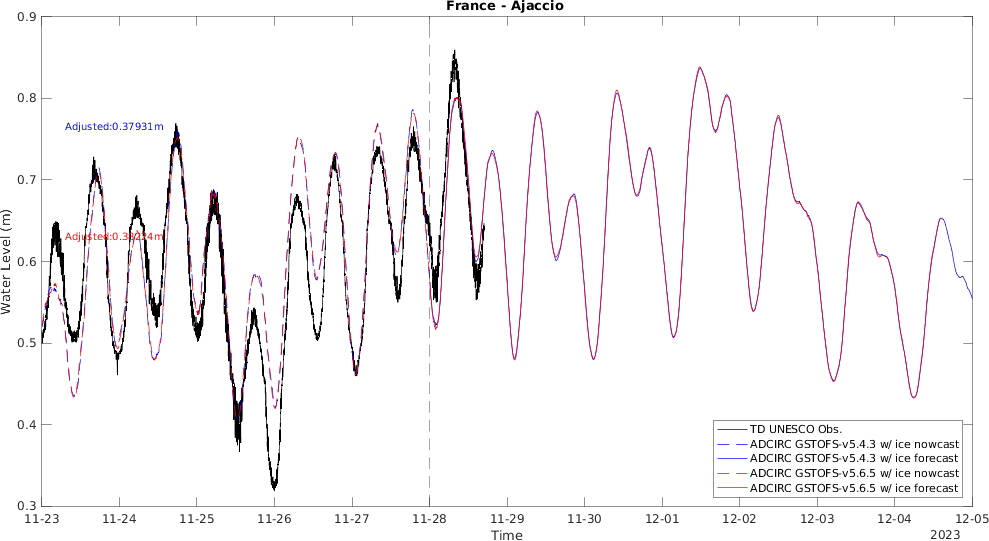 France - Ajaccio
0.9
0.8
0.7
0.6
0.5
0.4
0.3
Water Level (m)
Adjusted:0.37931m
Adjusted:0.38224m
TD UNESCO Obs.
ADCIRC GSTOFS-v5.4.3 w/ ice nowcast
ADCIRC GSTOFS-v5.4.3 w/ ice forecast
ADCIRC GSTOFS-v5.6.5 w/ ice nowcast
ADCIRC GSTOFS-v5.6.5 w/ ice forecast
11-23 11-24 11-25 11-26 11-27 11-28 11-29 11-30 12-01 12-02 12-03 12-04 12-05
Time
2023